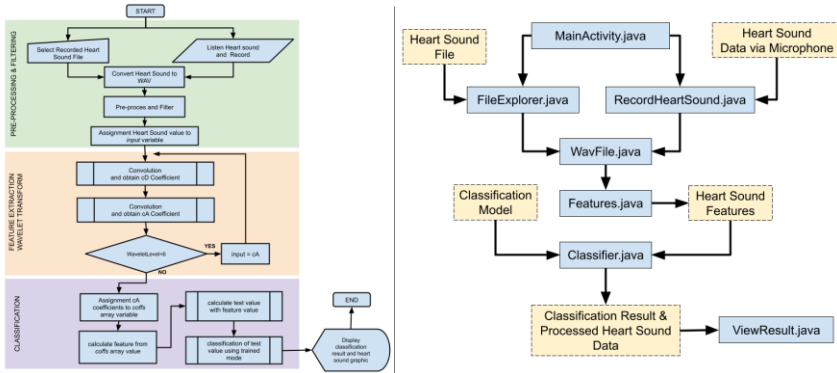 START
PRE-PROCESSING & FILTERING
Select Recorded Heart
Sound File
Listen Heart sound
and Record
Convert Heart Sound to
WAV
Pre-proces and Filter
Assignment Heart Sound value to
input variable
FEATURE EXTRACTION
WAVELET TRANSFORM
Convolution
and obtain cD Coefficient
Convolution
and obtain cA Coefficient
WaveletLevel=6
YES
input = cA
NO
CLASSIFICATION
Assignment cA
coefficients to coffs
array variable
calculate feature from
coffs array value
calculate test value
with feature value
classification of test
value using trained
mode
END
Display
classification
result and heart
sound graphic
Heart Sound
File
MainActivity.java
Heart Sound
Data via Microphone
FileExplorer.java
RecordHeartSound.java
WavFile.java
Classification
Model
Features.java
Heart Sound
Features
Classifier.java
Classification Result &
Processed Heart Sound
Data
ViewResult.java